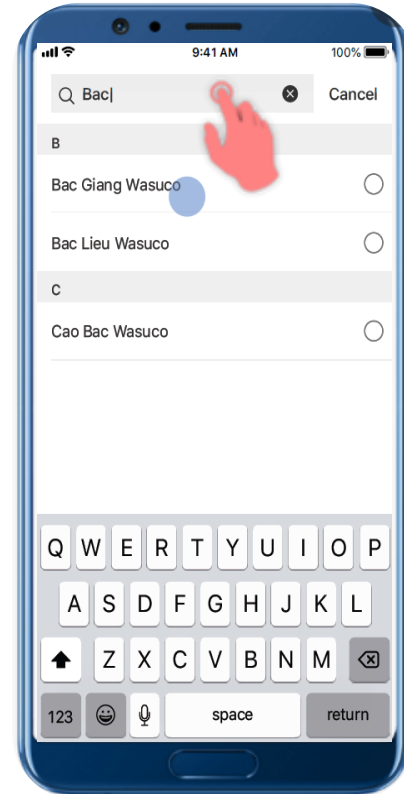 9:41 AM 100%
Bac Cancel
B
Bac Giang Wasuco
Bac Lieu Wasuco
C
Cao Bac Wasuco
Q W E R T Y U I O P
A S D F G H J K L
Z X C V B N M
123 space return